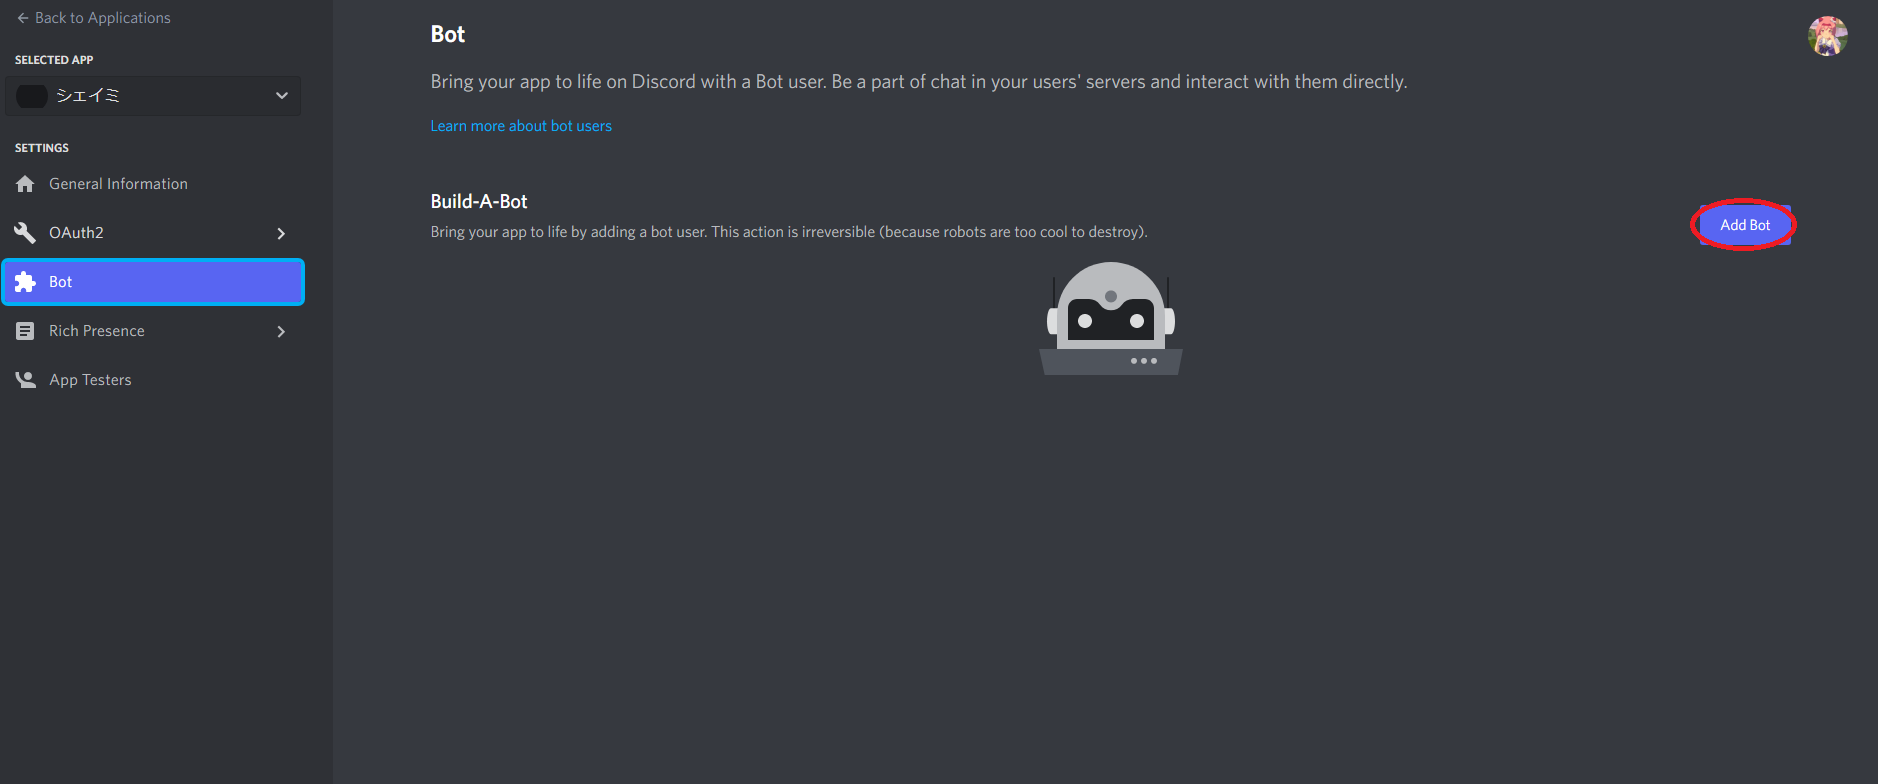 Back to Applications
SELECTED APP
シェイミ
SETTINGS
General Information
OAuth2
Bot
Rich Presence
App Testers
Bot
Bring your app to life on Discord with a Bot user. Be a part of chat in your users' servers and interact with them directly.
Learn more about bot users
Build-A-Bot
Bring your app to life by adding a bot user. This action is irreversible (because robots are too cool to destroy).
Add Bot